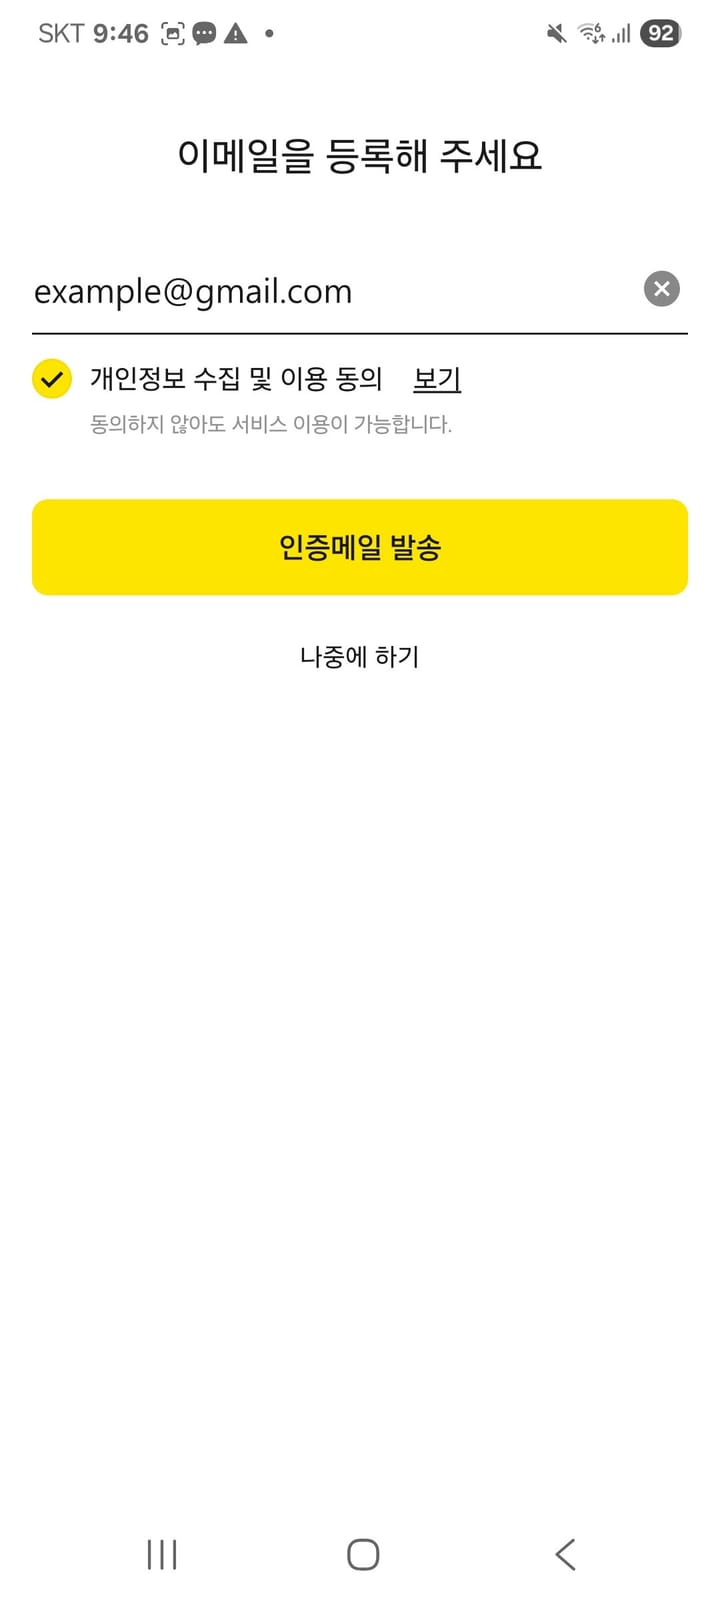 SKT 9:46
92
이메일을 등록해 주세요
example@gmail.com
개인정보 수집 및 이용 동의 보기
동의하지 않아도 서비스 이용이 가능합니다.
인증메일 발송
나중에 하기